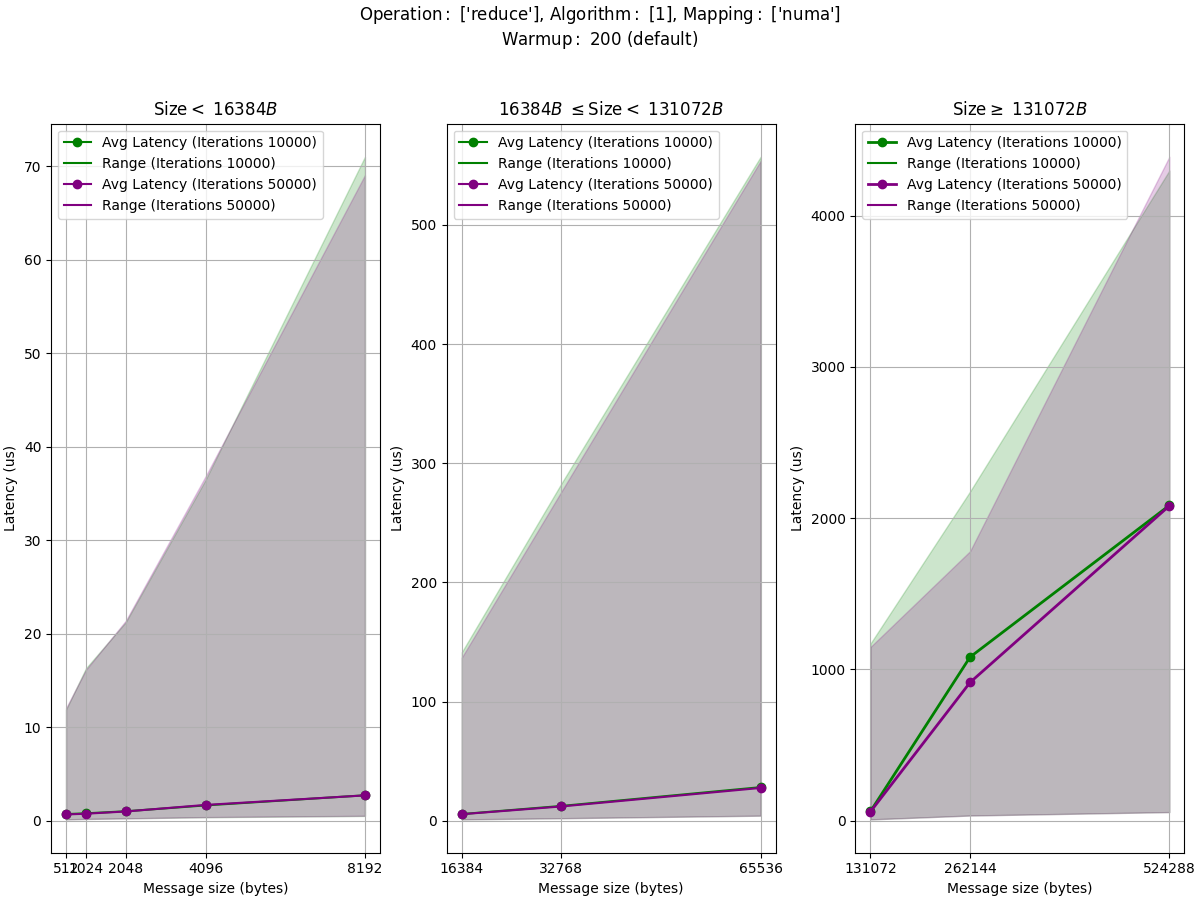 Operation: ['reduce'], Algorithm: [1], Mapping: ['numa']
Warmup: 200 (default)
Size < 16384B
Avg Latency (Iterations 10000)
Range (Iterations 10000)
Avg Latency (Iterations 50000)
Range (Iterations 50000)
70
60
50
40
30
20
10
0
Latency (us)
512 1024 2048 4096 8192
Message size (bytes)
16384B ≤ Size < 131072B
Avg Latency (Iterations 10000)
Range (Iterations 10000)
Avg Latency (Iterations 50000)
Range (Iterations 50000)
500
400
300
200
100
0
Latency (us)
16384 32768 65536
Message size (bytes)
Size ≥ 131072B
Avg Latency (Iterations 10000)
Range (Iterations 10000)
Avg Latency (Iterations 50000)
Range (Iterations 50000)
4000
3000
2000
1000
0
Latency (us)
131072 262144 524288
Message size (bytes)